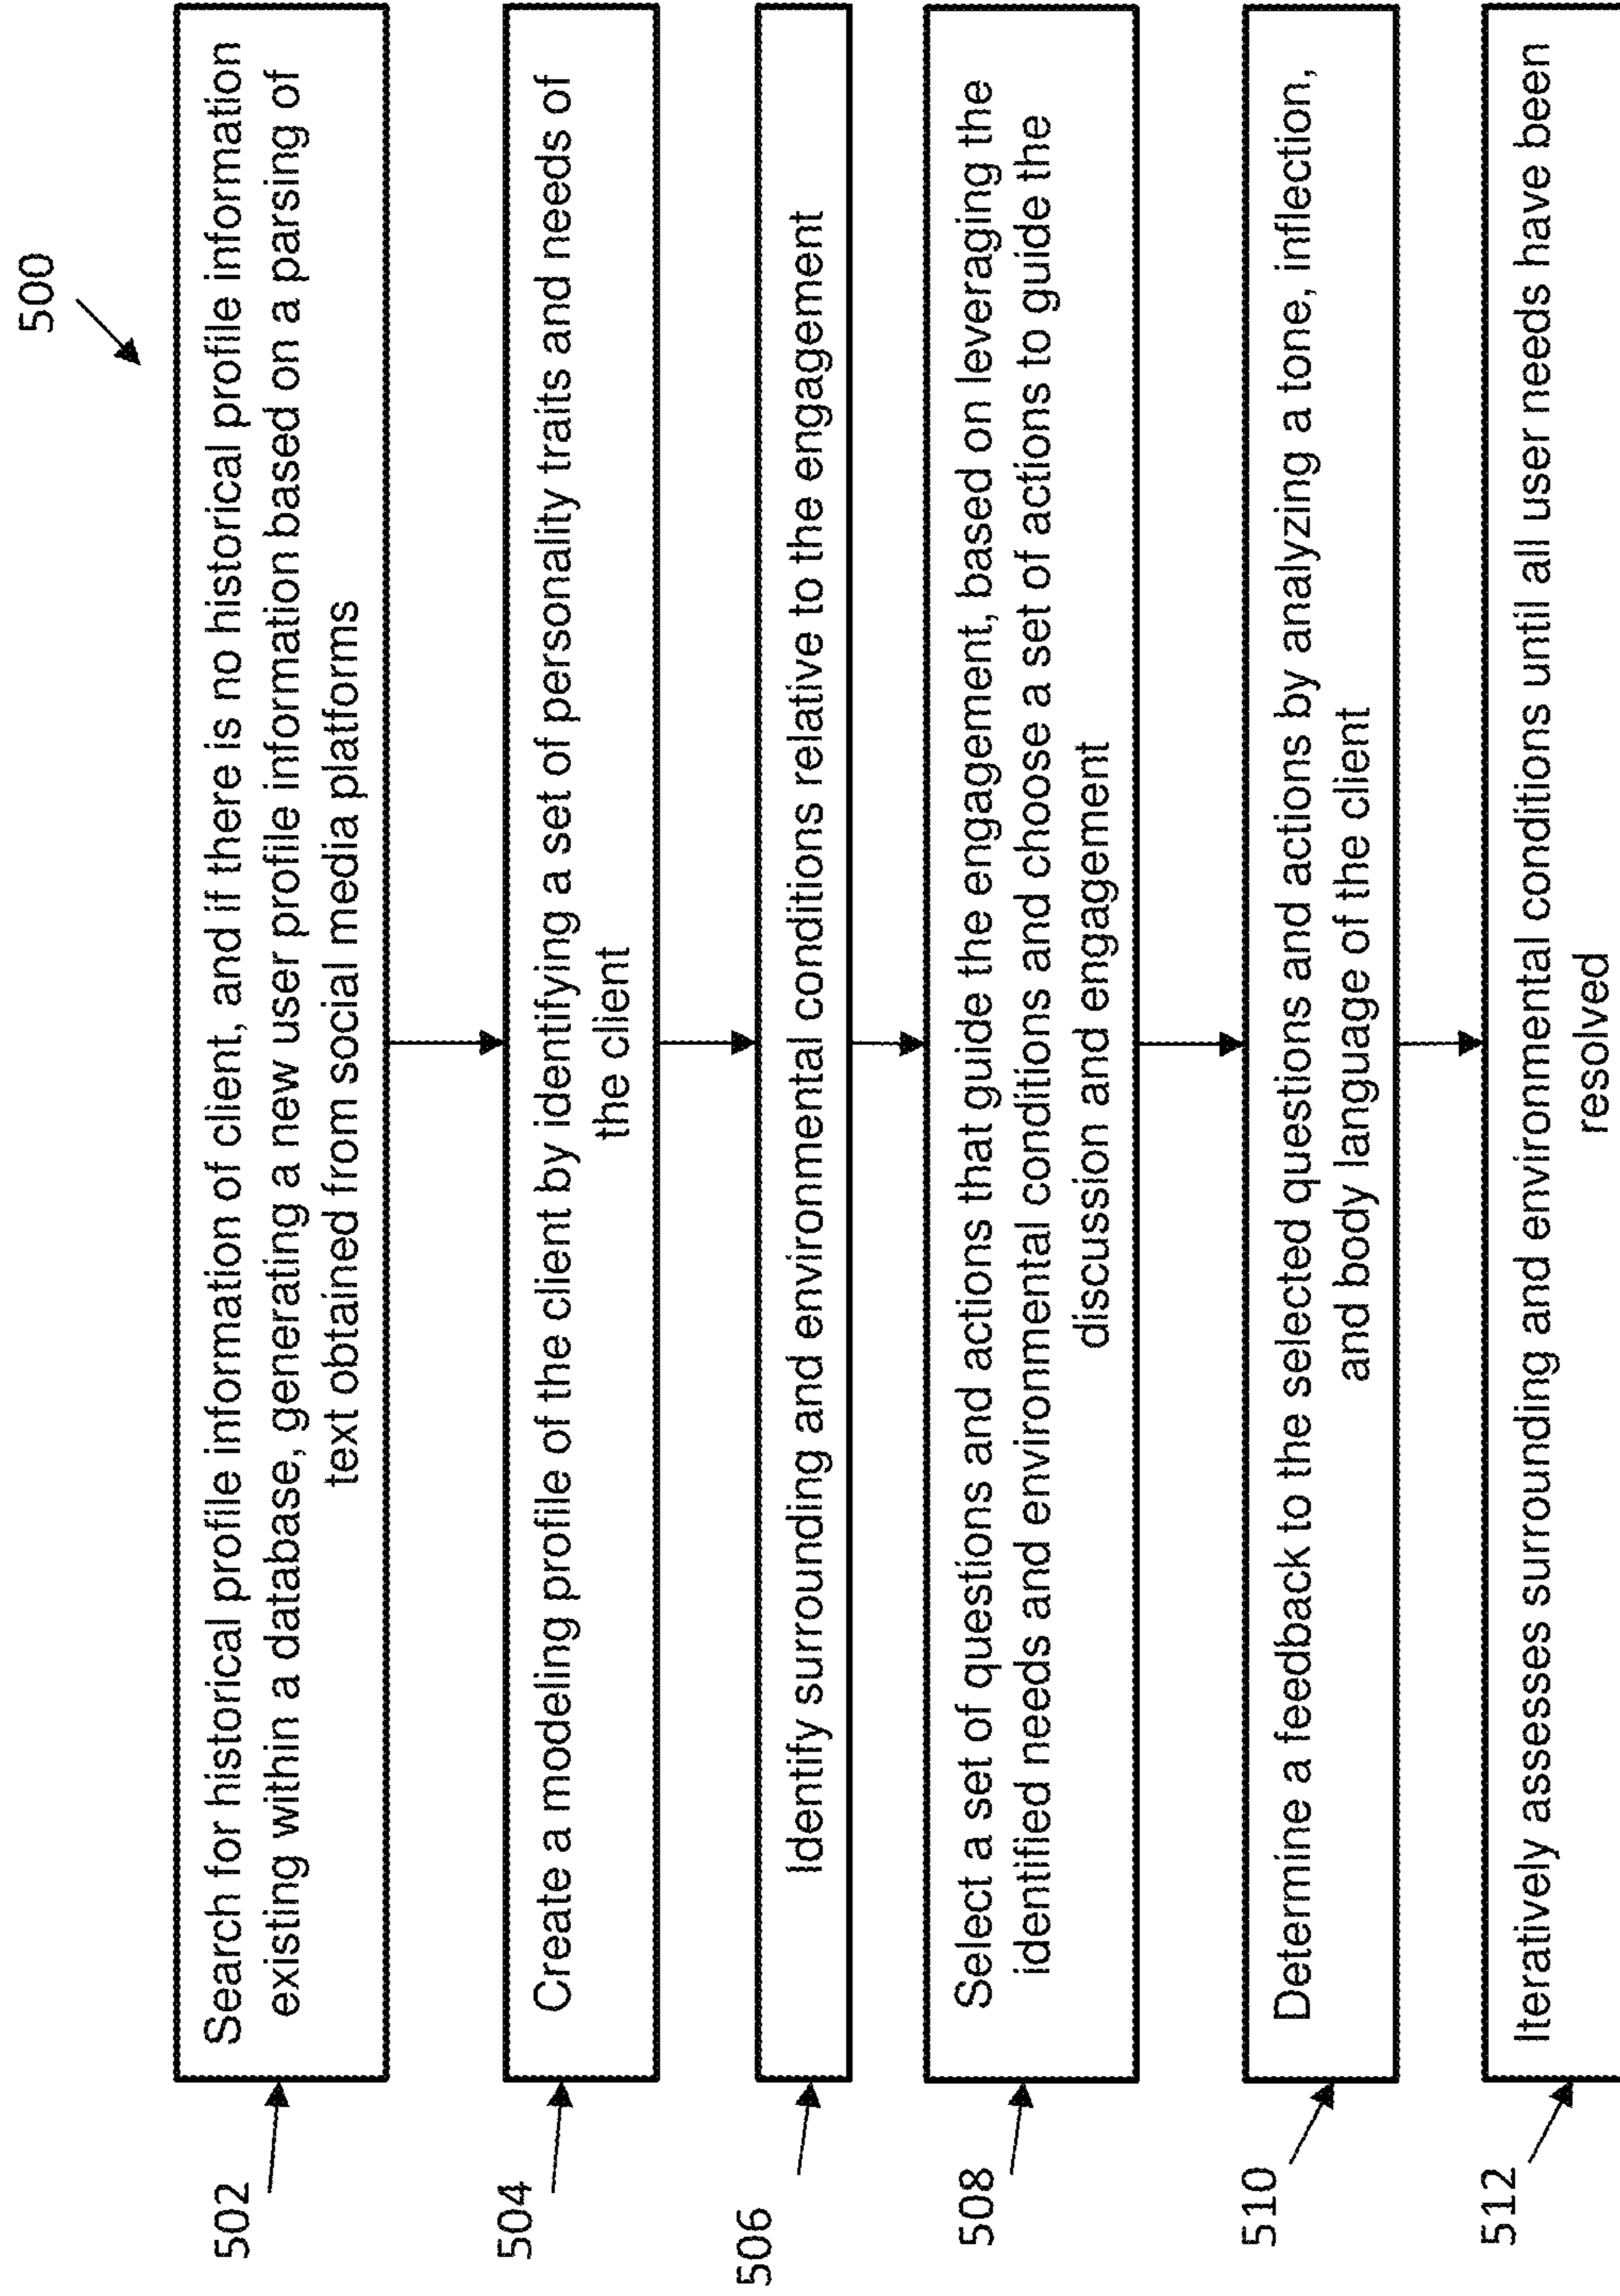 500
502
Search for historical profile information of client, and if there is no historical profile information
existing within a database, generating a new user profile information based on a parsing of
text obtained from social media platforms
504
Create a modeling profile of the client by identifying a set of personality traits and needs of
the client
506
Identify surrounding and environmental conditions relative to the engagement
508
Select a set of questions and actions that guide the engagement, based on leveraging the
identified needs and environmental conditions and choose a set of actions to guide the
discussion and engagement
510
Determine a feedback to the selected questions and actions by analyzing a tone, inflection,
and body language of the client
512
Iteratively assesses surrounding and environmental conditions until all user needs have been
resolved